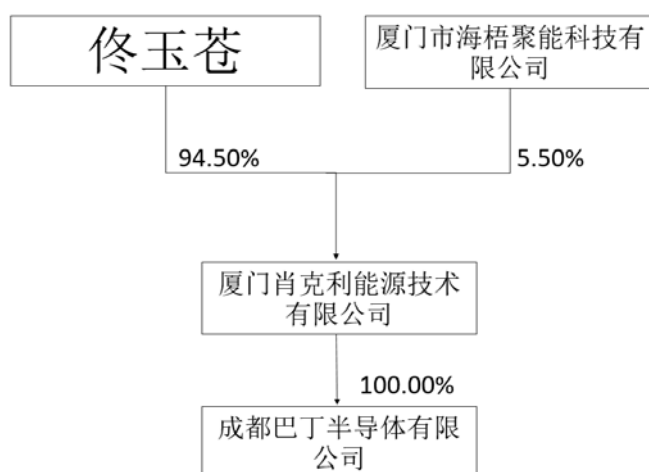 佟玉苍
厦门市海梧聚能科技有
限公司
94.50%
5.50%
厦门肖克利能源技术
有限公司
100.00%
成都巴丁半导体有限
公司